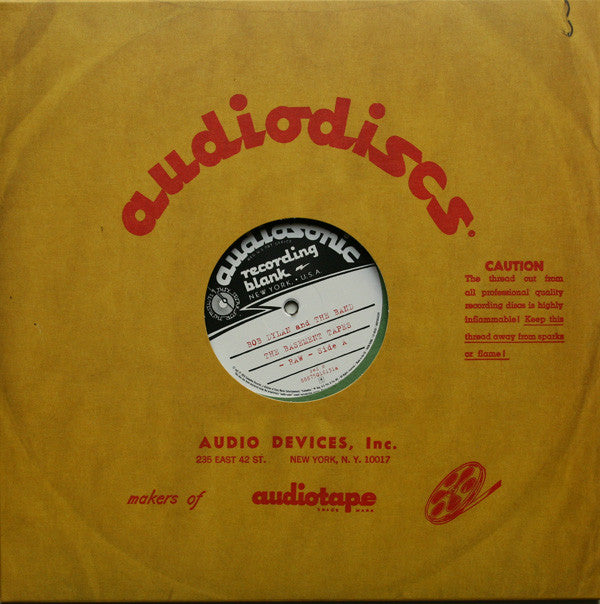 audiodiscs.
audiosonic
recording
blank
NEW YORK, U.S.A
BOB DYLAN and THE BAND
THE BASEMENT TAPES
- RAW - Side A
CAUTION
The thread cut from
all professional quality
recording discs is highly
inflammable! Keep this
thread away from sparks
or flame!
AUDIO DEVICES, Inc.
235 EAST 42 ST. NEW YORK, N. Y. 10017
makers of audiotape
TRADE MARK